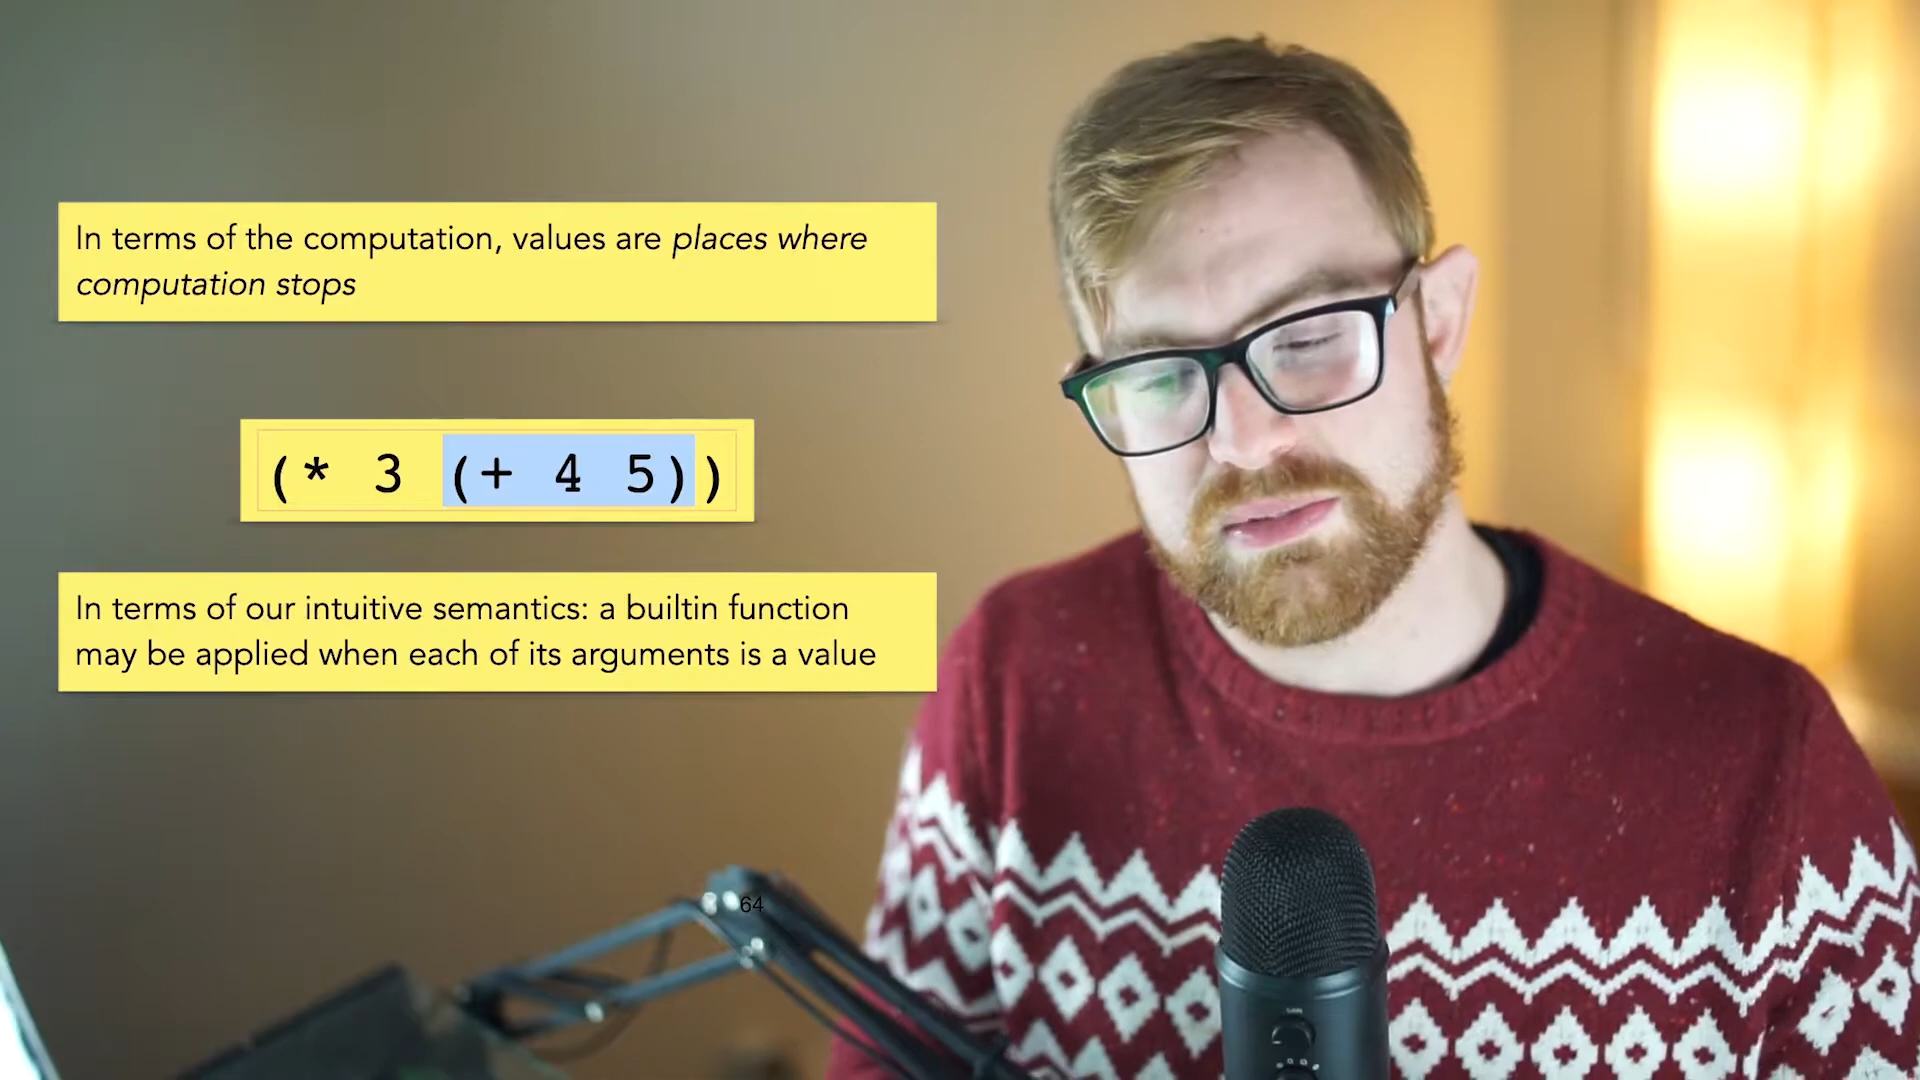 In terms of the computation, values are places where
computation stops
(* 3 (+ 4 5))
In terms of our intuitive semantics: a builtin function
may be applied when each of its arguments is a value
64